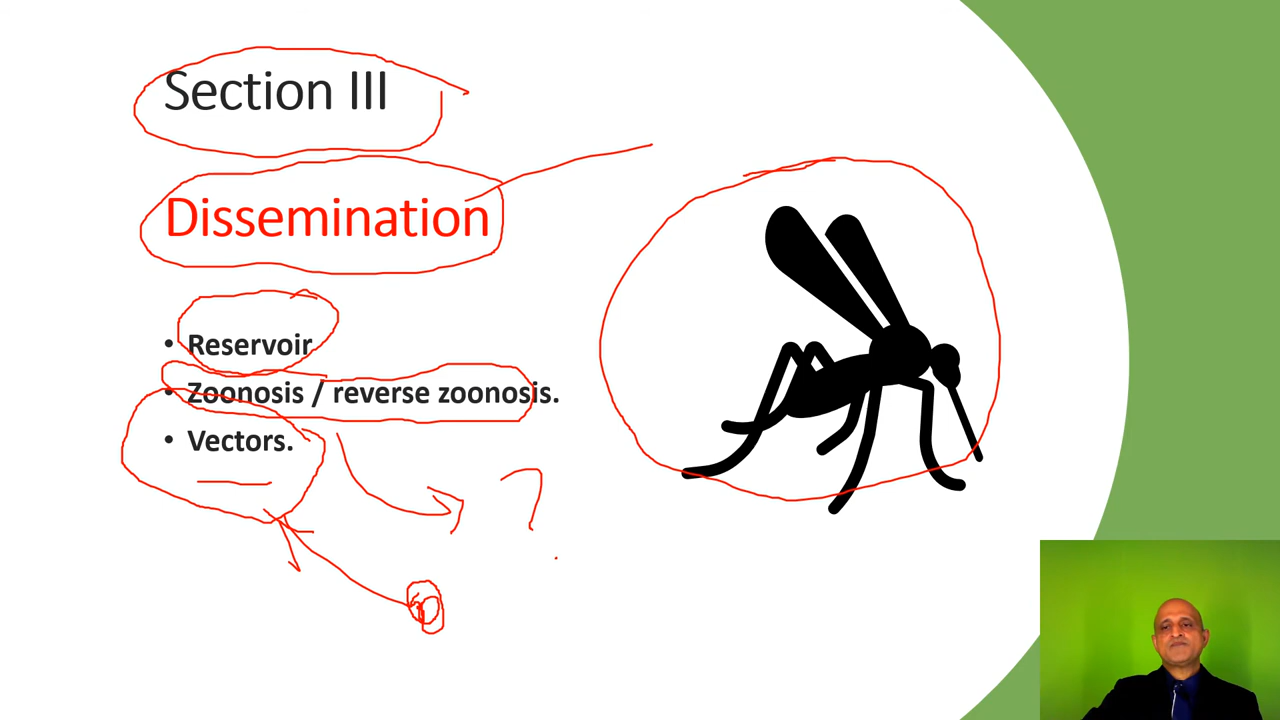 Section III
Dissemination
• Reservoir
• Zoonosis / reverse zoonosis.
• Vectors.
?